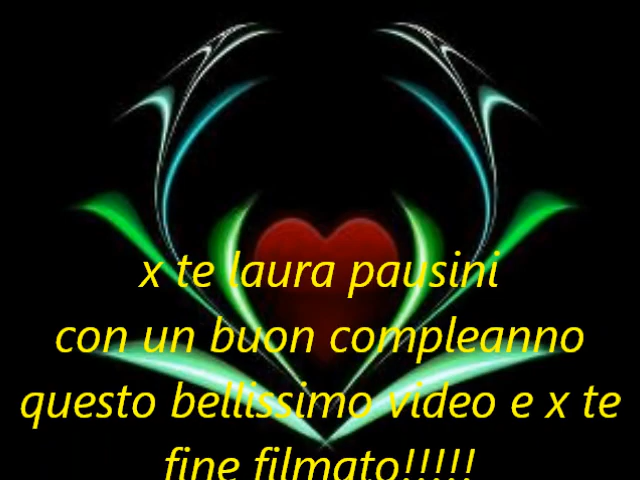 x te laura pausini
con un buon compleanno
questo bellissimo video e x te
fine filmato!!!!!